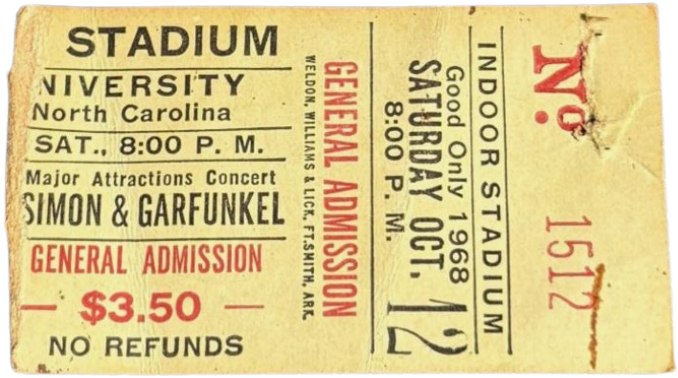 STADIUM
NIVERSITY
North Carolina
SAT., 8:00 P. M.
Major Attractions Concert
SIMON & GARFUNKEL
GENERAL ADMISSION
— $3.50 —
NO REFUNDS
WELDON, WILLIAMS & LICK, FT.SMITH, ARK.
GENERAL ADMISSION
INDOOR STADIUM
Good Only 1968
SATURDAY OCT. 12
8:00 P. M.
No. 1512